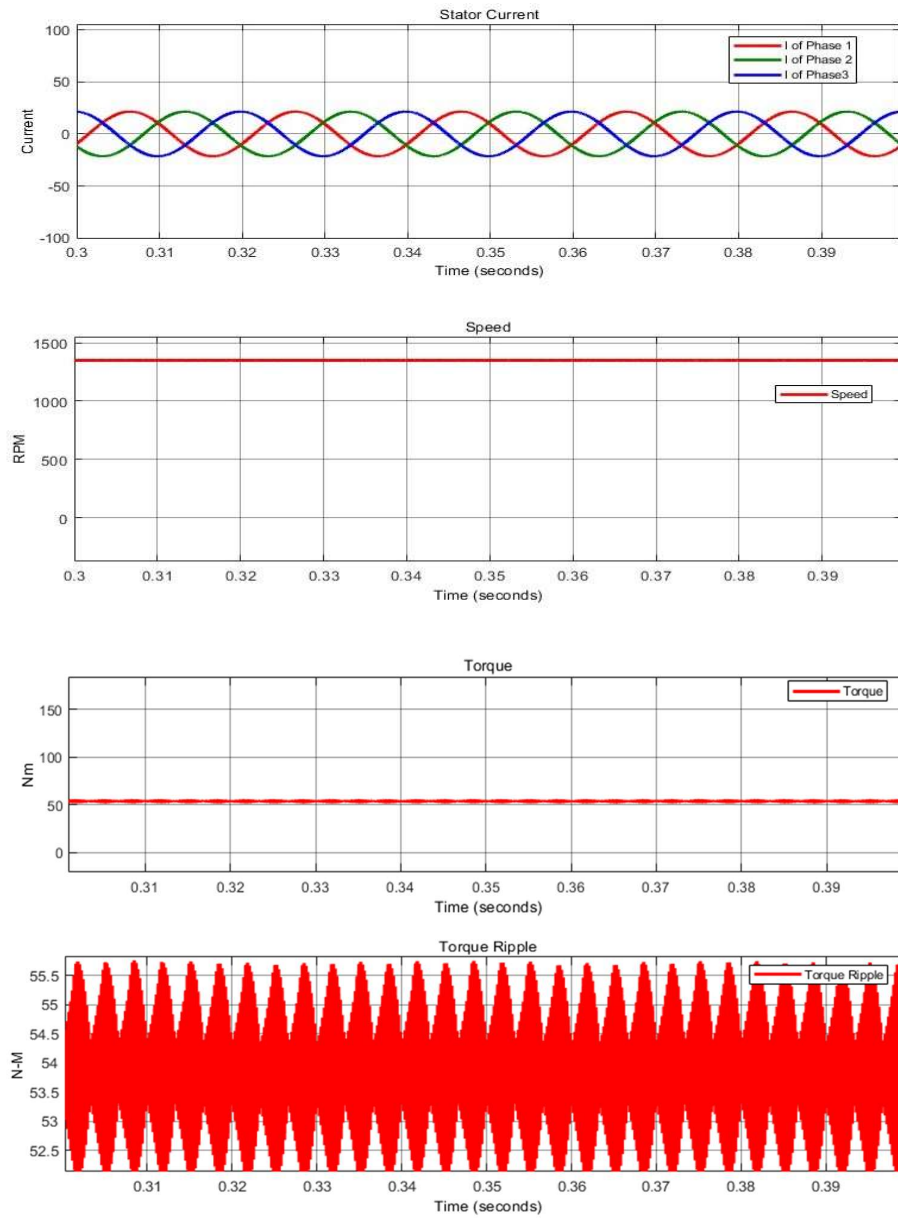 Stator Current
100
50
0
-50
-100
Current
I of Phase 1
I of Phase 2
I of Phase3
0.3 0.31 0.32 0.33 0.34 0.35 0.36 0.37 0.38 0.39
Time (seconds)
Speed
1500
1000
500
0
RPM
Speed
0.3 0.31 0.32 0.33 0.34 0.35 0.36 0.37 0.38 0.39
Time (seconds)
Torque
150
100
50
0
Nm
Torque
0.31 0.32 0.33 0.34 0.35 0.36 0.37 0.38 0.39
Time (seconds)
Torque Ripple
55.5
55
54.5
54
53.5
53
52.5
N-M
Torque Ripple
0.31 0.32 0.33 0.34 0.35 0.36 0.37 0.38 0.39
Time (seconds)